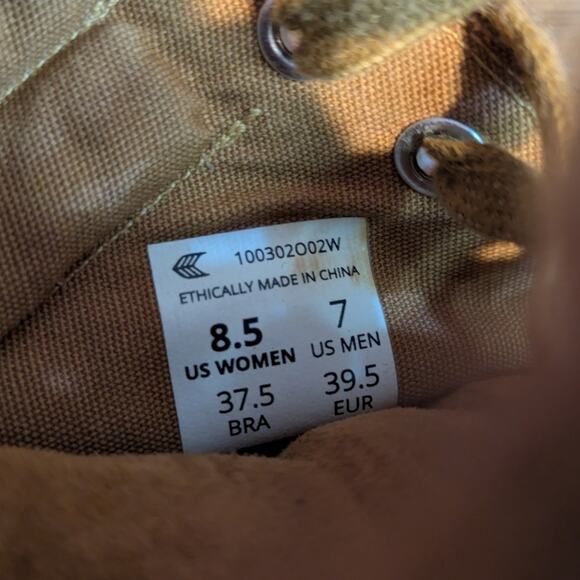 100302O02W
ETHICALLY MADE IN CHINA
8.5 7
US WOMEN US MEN
37.5 39.5
BRA EUR